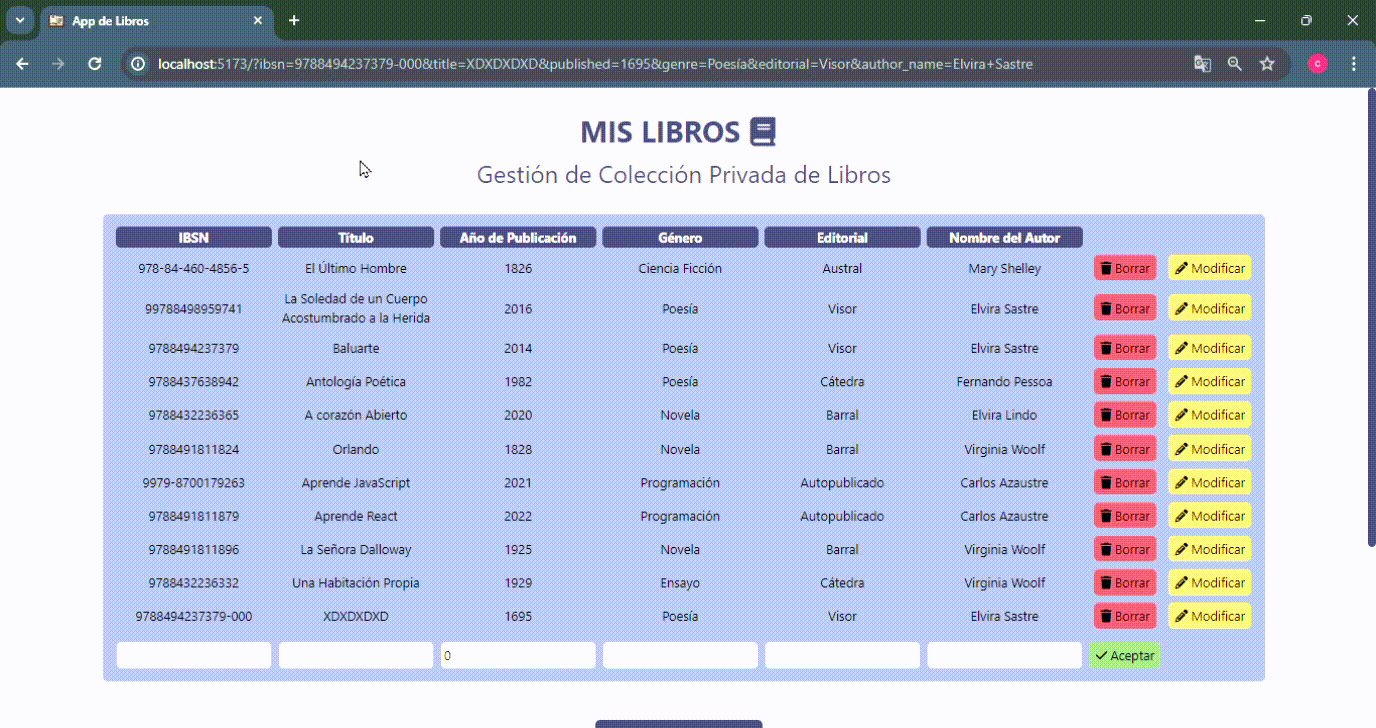 App de Libros
localhost:5173/?ibsn=9788494237379-000&title=XDXDXDXD&published=1695&genre=Poesía&editorial=Visor&author_name=Elvira+Sastre
c
MIS LIBROS
Gestión de Colección Privada de Libros
IBSN Título Año de Publicación Género Editorial Nombre del Autor
978-84-460-4856-5 El Último Hombre 1826 Ciencia Ficción Austral Mary Shelley Borrar Modificar
99788498959741 La Soledad de un Cuerpo Acostumbrado a la Herida 2016 Poesía Visor Elvira Sastre Borrar Modificar
9788494237379 Baluarte 2014 Poesía Visor Elvira Sastre Borrar Modificar
9788437638942 Antología Poética 1982 Poesía Cátedra Fernando Pessoa Borrar Modificar
9788432236365 A corazón Abierto 2020 Novela Barral Elvira Lindo Borrar Modificar
9788491811824 Orlando 1828 Novela Barral Virginia Woolf Borrar Modificar
9979-8700179263 Aprende JavaScript 2021 Programación Autopublicado Carlos Azaustre Borrar Modificar
9788491811879 Aprende React 2022 Programación Autopublicado Carlos Azaustre Borrar Modificar
9788491811896 La Señora Dalloway 1925 Novela Barral Virginia Woolf Borrar Modificar
9788432236332 Una Habitación Propia 1929 Ensayo Cátedra Virginia Woolf Borrar Modificar
9788494237379-000 XDXDXDXD 1695 Poesía Visor Elvira Sastre Borrar Modificar
0 Aceptar